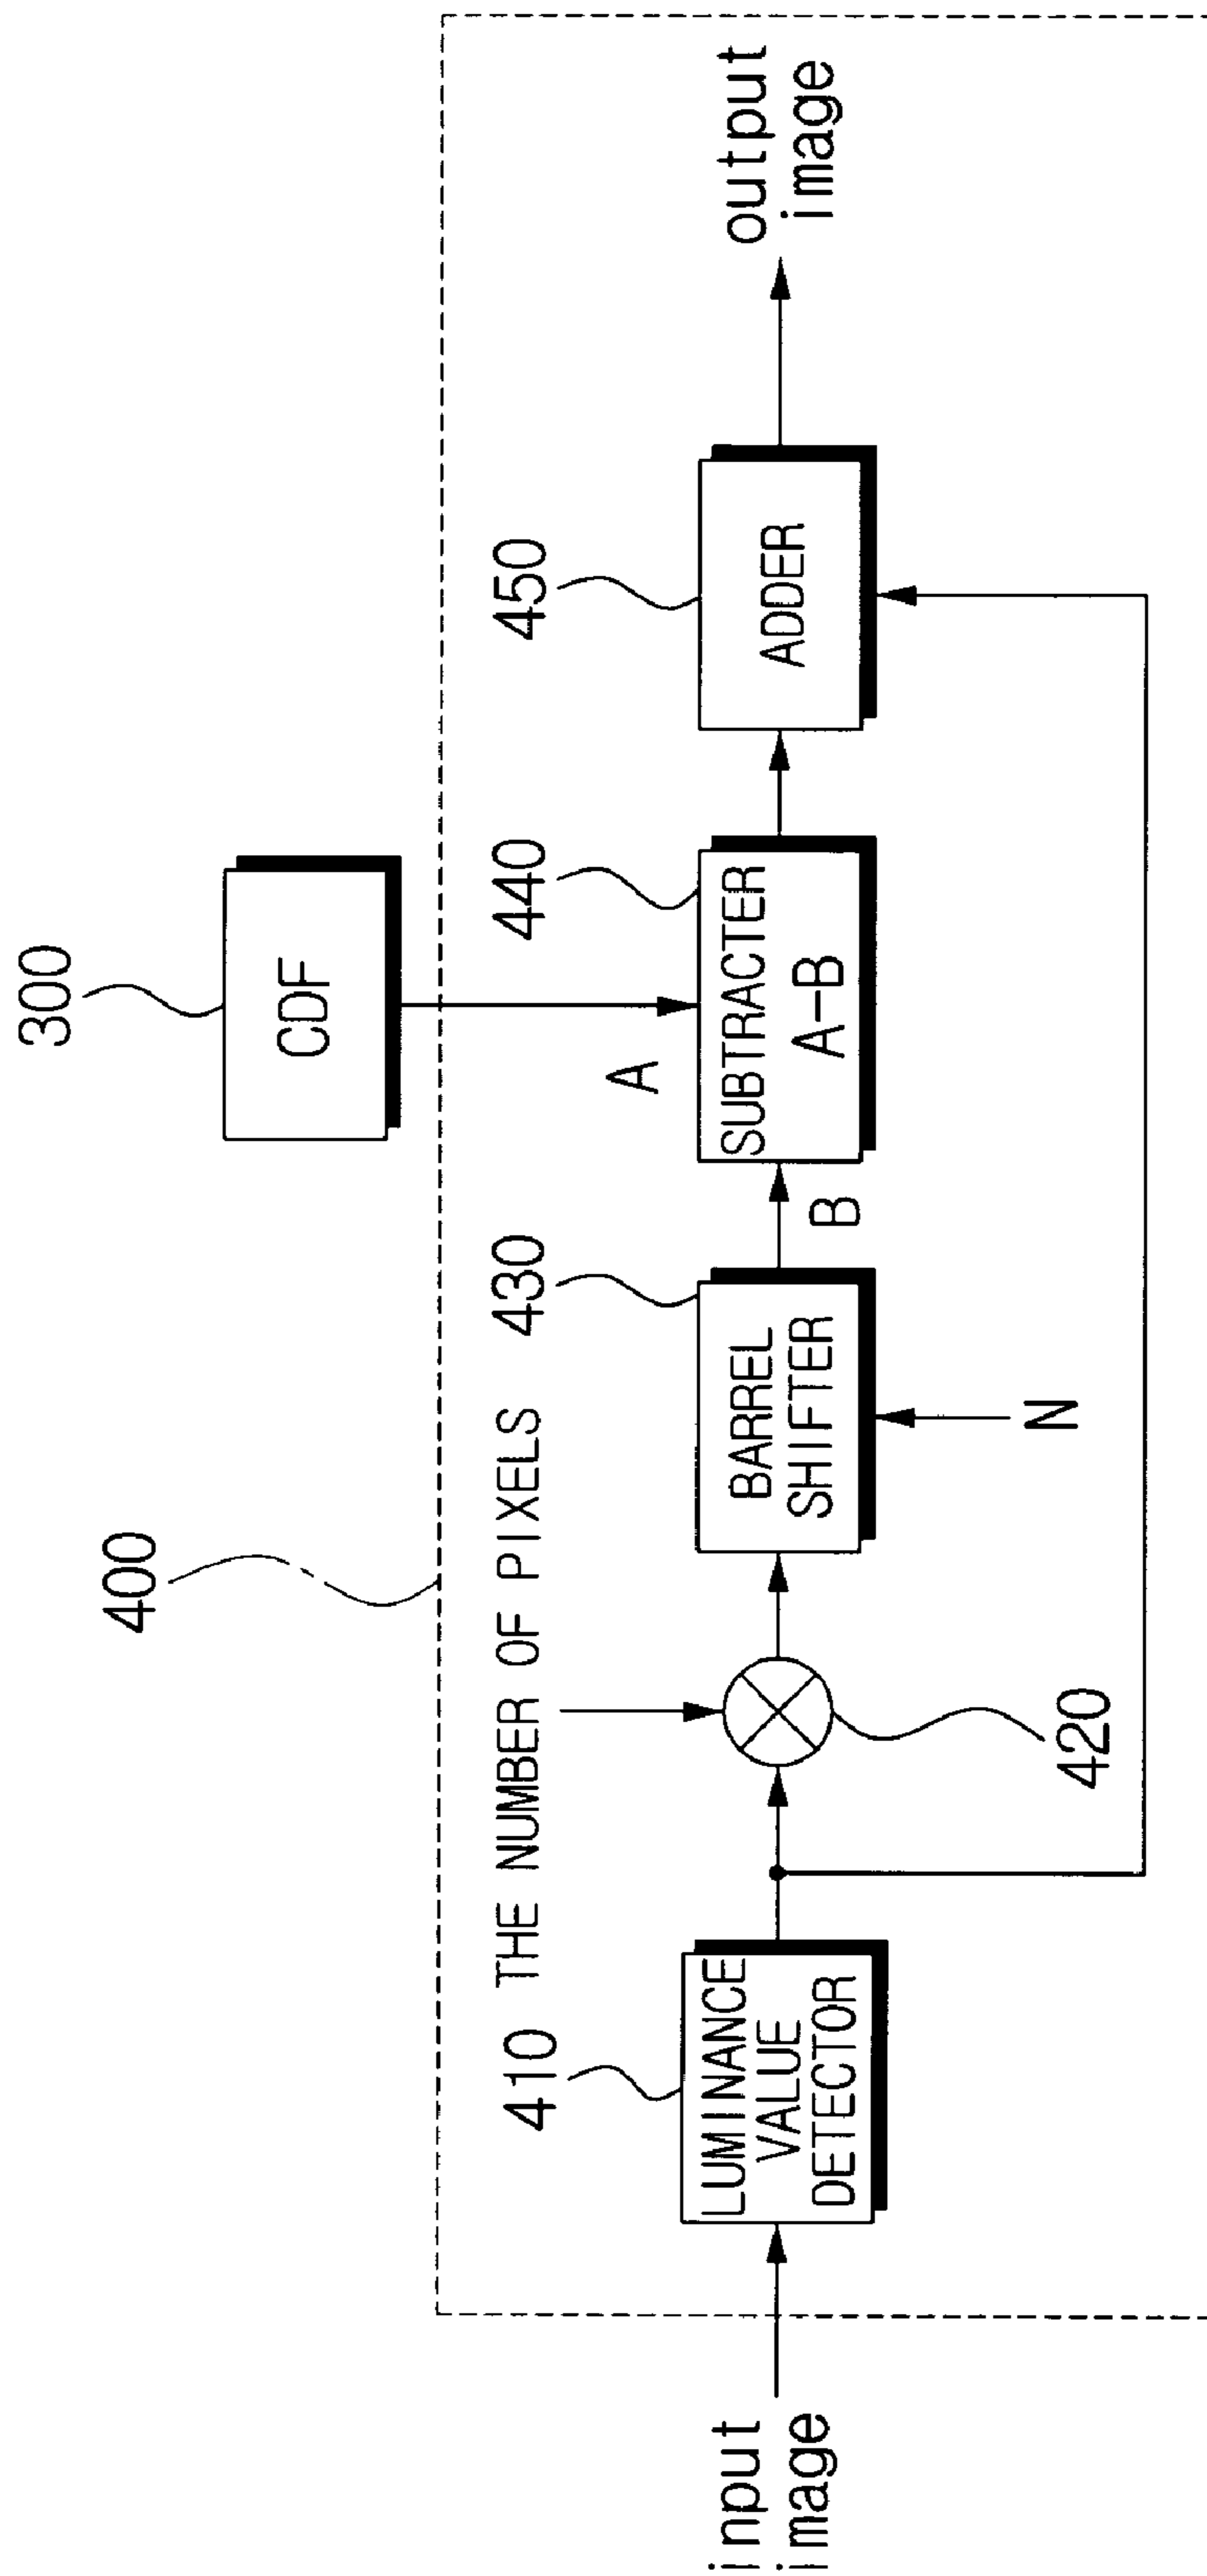 300
CDF
400
THE NUMBER OF PIXELS
410
430
440
450
A
input
image
LUMINANCE
VALUE
DETECTOR
BARREL
SHIFTER
B
SUBTRACTER
A-B
ADDER
output
image
420
N